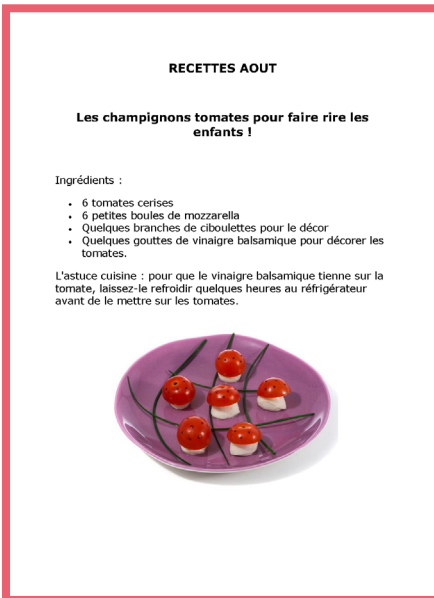 RECETTES AOUT
Les champignons tomates pour faire rire les
enfants !
Ingrédients :
• 6 tomates cerises
• 6 petites boules de mozzarella
• Quelques branches de ciboulettes pour le décor
• Quelques gouttes de vinaigre balsamique pour décorer les
tomates.
L'astuce cuisine : pour que le vinaigre balsamique tienne sur la
tomate, laissez-le refroidir quelques heures au réfrigérateur
avant de le mettre sur les tomates.